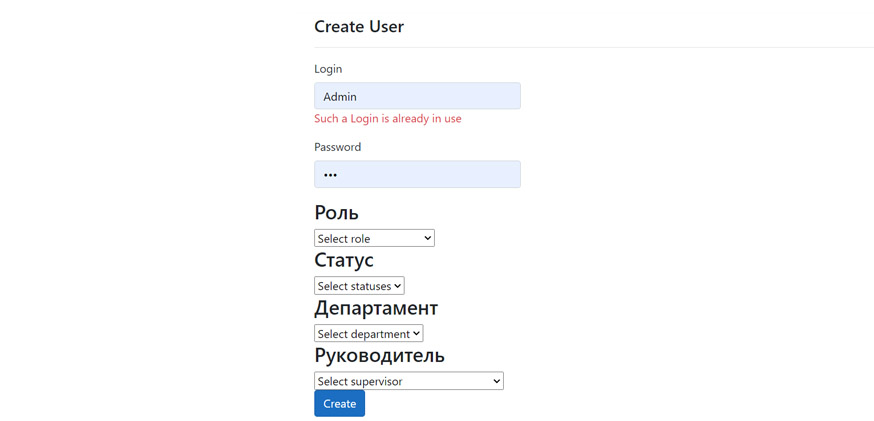 Create User
Login
Admin
Such a Login is already in use
Password
•••
Роль
Select role
Статус
Select statuses
Департамент
Select department
Руководитель
Select supervisor
Create